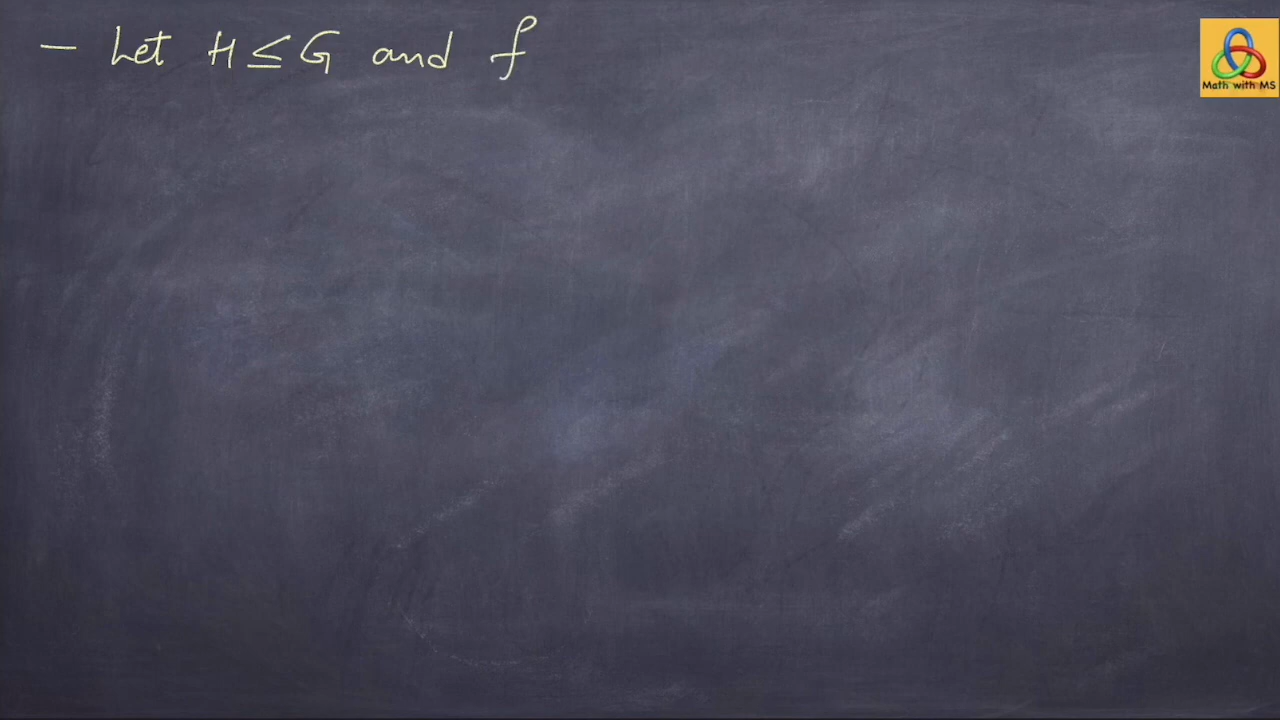 – Let H ≤ G and f
Math with MS